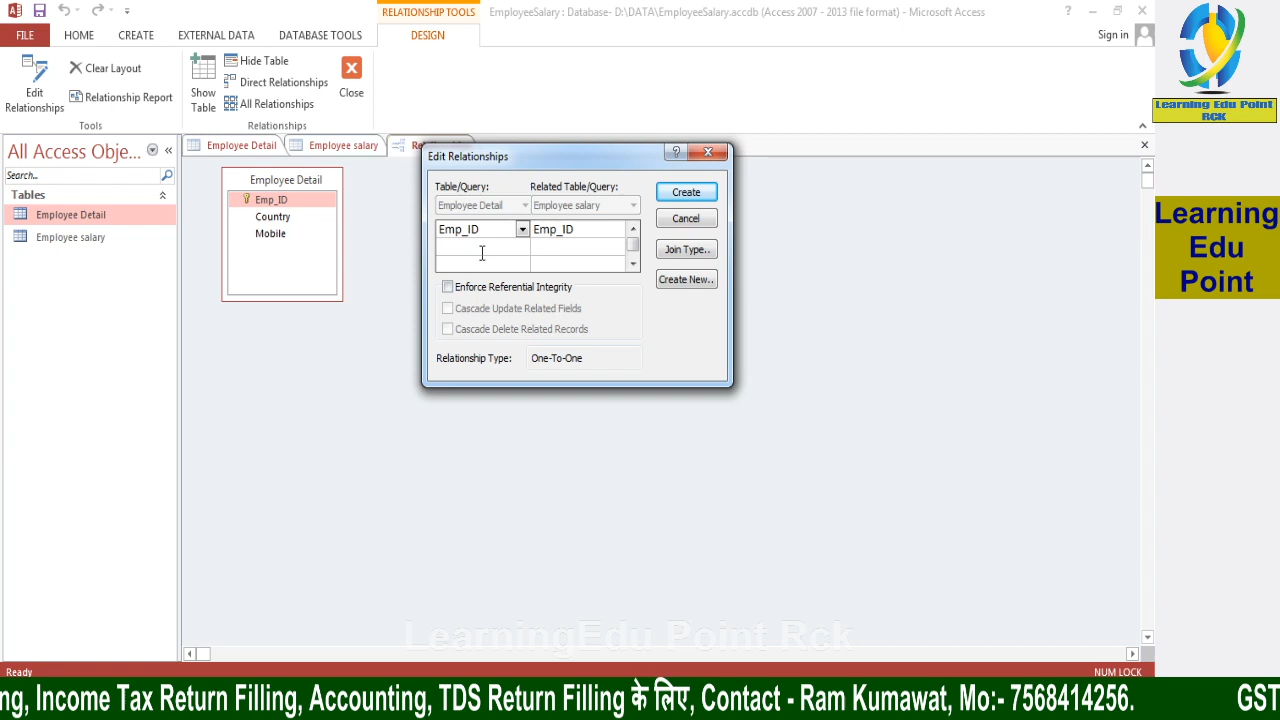 RELATIONSHIP TOOLS
EmployeeSalary : Database- D:\DATA\EmployeeSalary.accdb (Access 2007 - 2013 file format) - Microsoft Access
FILE
HOME
CREATE
EXTERNAL DATA
DATABASE TOOLS
DESIGN
Sign in
Edit Relationships
Clear Layout
Relationship Report
Tools
Show Table
Hide Table
Direct Relationships
All Relationships
Close
Relationships
Learning Edu Point
RCK
All Access Obje...
Search..
Tables
Employee Detail
Employee salary
Employee Detail
Employee salary
Employee Detail
Emp_ID
Country
Mobile
Edit Relationships
Table/Query:
Related Table/Query:
Employee Detail
Employee salary
Emp_ID
Emp_ID
Enforce Referential Integrity
Cascade Update Related Fields
Cascade Delete Related Records
Relationship Type:
One-To-One
Create
Cancel
Join Type..
Create New..
Learning
Edu
Point
LearningEdu Point Rck
Ready
NUM LOCK
ng, Income Tax Return Filling, Accounting, TDS Return Filling के लिए, Contact - Ram Kumawat, Mo:- 7568414256.
GST